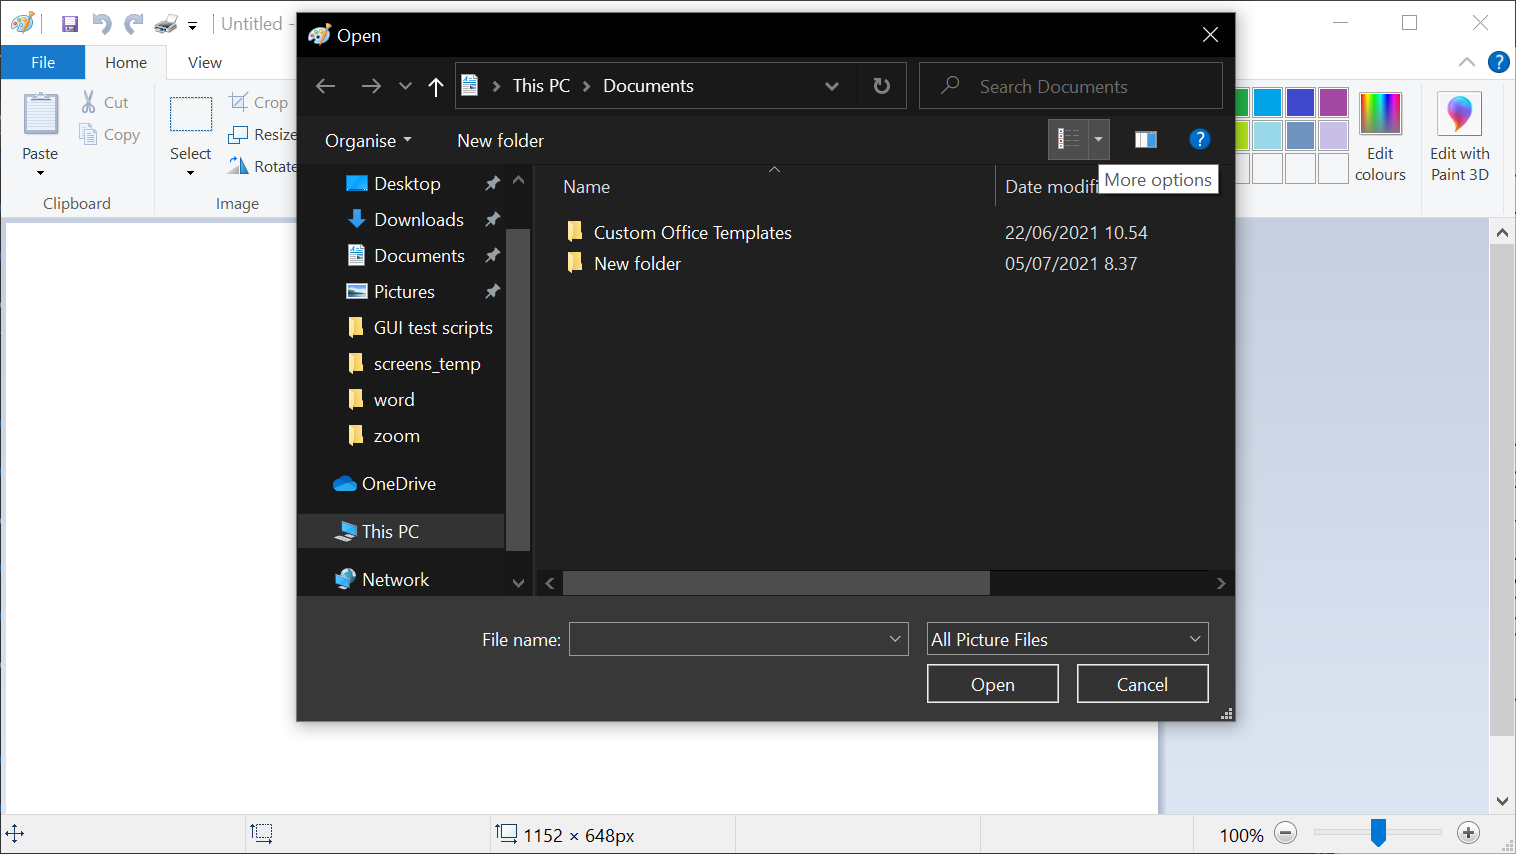 Untitled -
Open
File
Home
View
This PC
Documents
Search Documents
Organise
New folder
More options
Paste
Cut
Copy
Clipboard
Select
Crop
Resize
Rotate
Image
Edit
colours
Edit with
Paint 3D
Desktop
Downloads
Documents
Pictures
GUI test scripts
screens_temp
word
zoom
OneDrive
This PC
Network
Name
Date modifi
Custom Office Templates
22/06/2021 10.54
New folder
05/07/2021 8.37
File name:
All Picture Files
Open
Cancel
1152 × 648px
100%